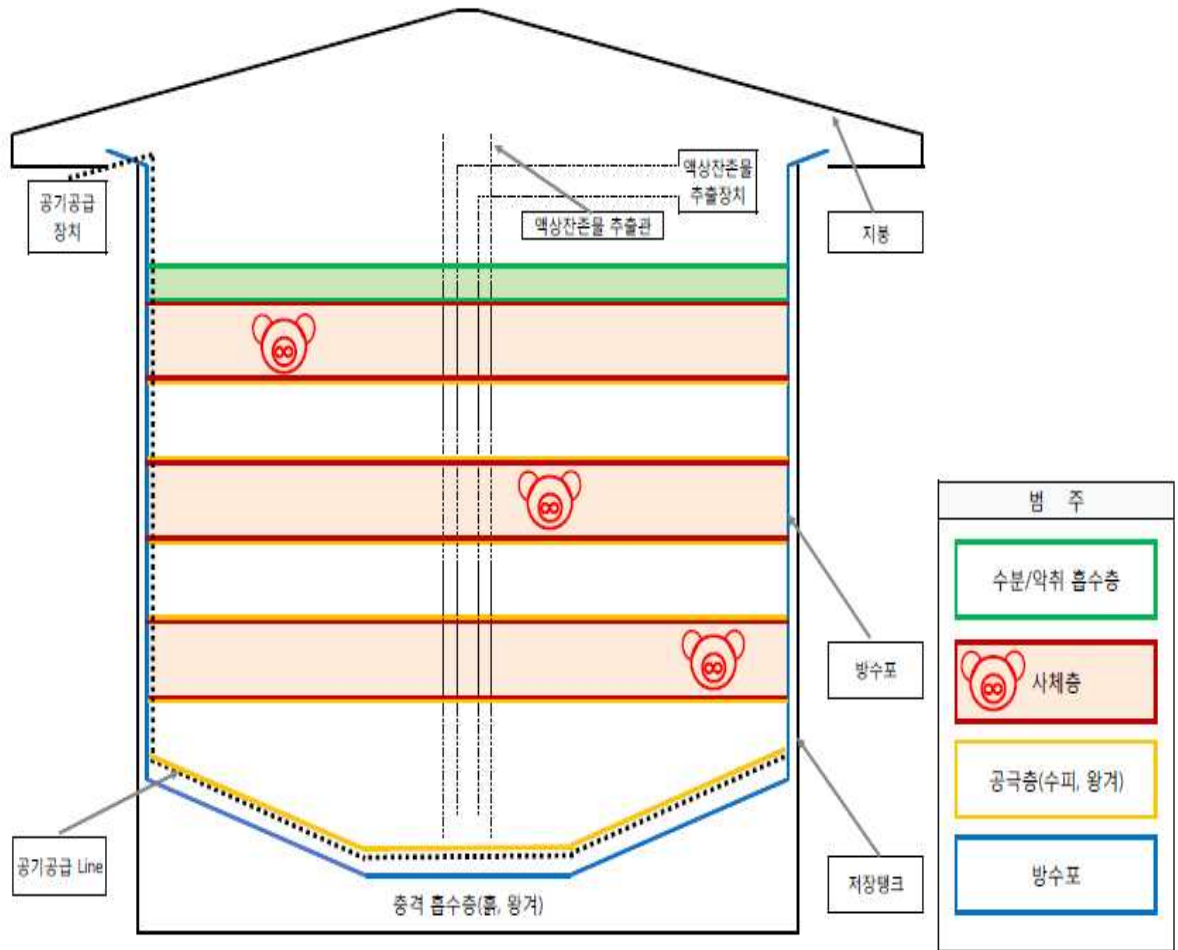 액상잔존물
추출장치
공기공급
장치
액상잔존물 추출관
지붕
범 주
수분/악취 흡수층
사체층
방수포
공극층(수피, 왕겨)
공기공급 Line
저장탱크
방수포
충격 흡수층(흙, 왕겨)